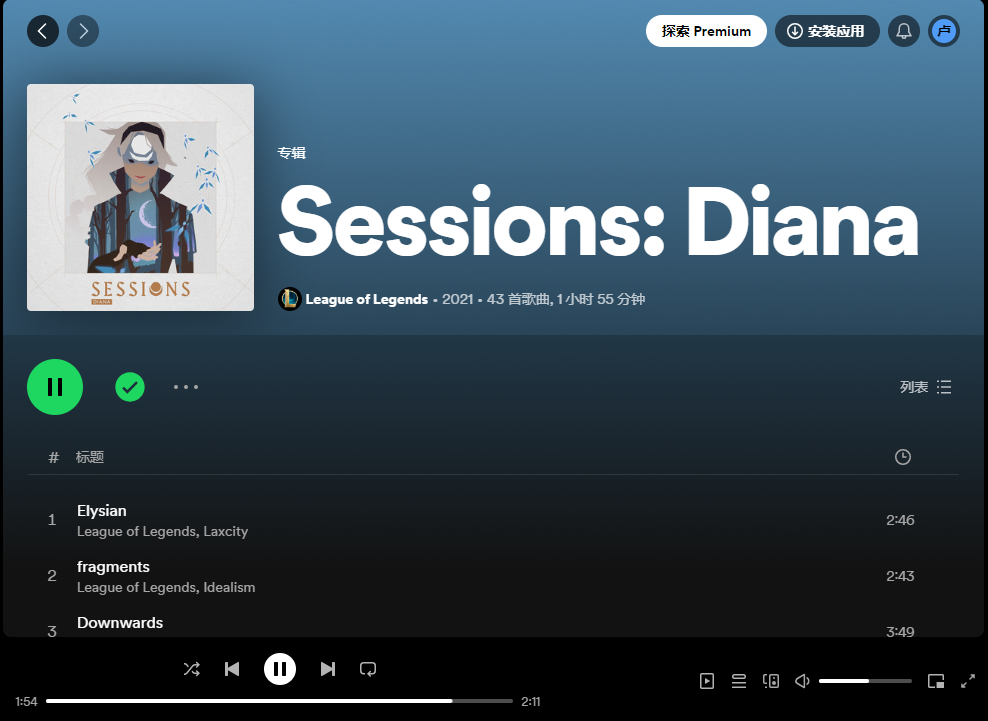 探索 Premium
安装应用
卢
专辑
Sessions: Diana
SESSIONS
DIANA
League of Legends • 2021 • 43 首歌曲, 1 小时 55 分钟
列表
# 标题
1 Elysian 2:46
League of Legends, Laxcity
2 fragments 2:43
League of Legends, Idealism
3 Downwards 3:49
1:54 2:11